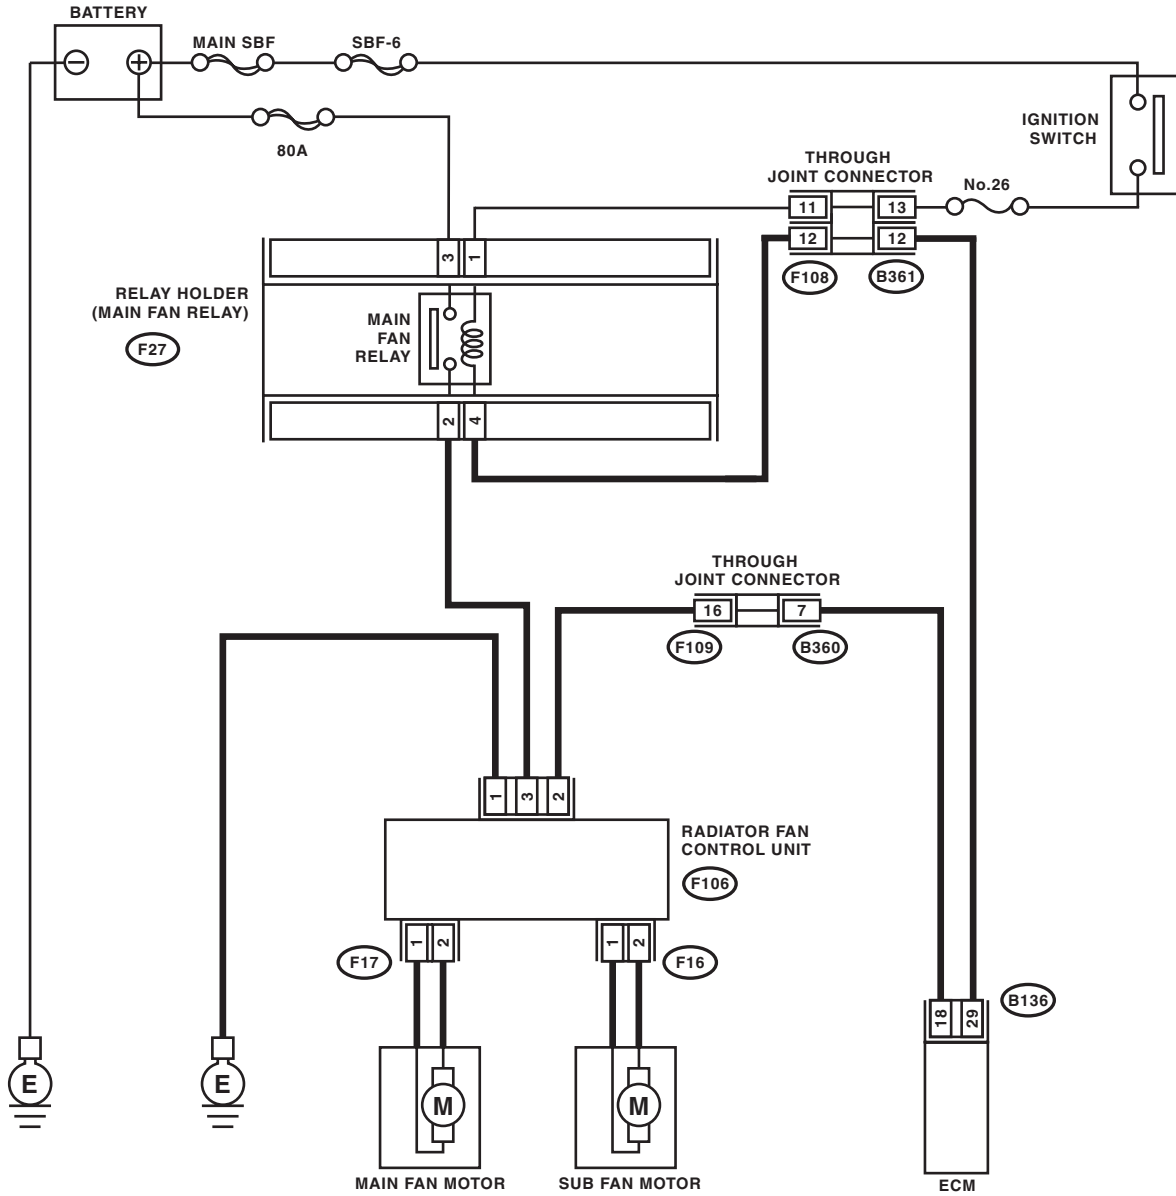 BATTERY
MAIN SBF
SBF-6
80A
IGNITION
SWITCH
THROUGH
JOINT CONNECTOR
No.26
11
13
12
12
F108
B361
3
1
RELAY HOLDER
(MAIN FAN RELAY)
F27
MAIN
FAN
RELAY
2
4
THROUGH
JOINT CONNECTOR
16
7
F109
B360
1
3
2
RADIATOR FAN
CONTROL UNIT
F106
1
2
F17
1
2
F16
18
29
B136
E
E
M
M
MAIN FAN MOTOR
SUB FAN MOTOR
ECM